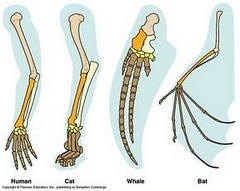 Human Cat Whale Bat
Copyright © Pearson Education, Inc., publishing as Benjamin Cummings.